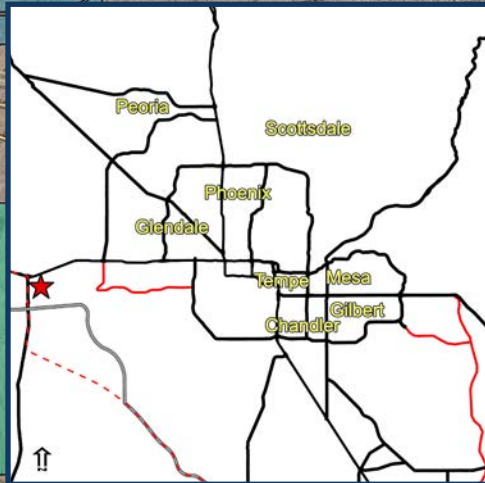 Peoria
Scottsdale
Phoenix
Glendale
Tempe
Mesa
Gilbert
Chandler